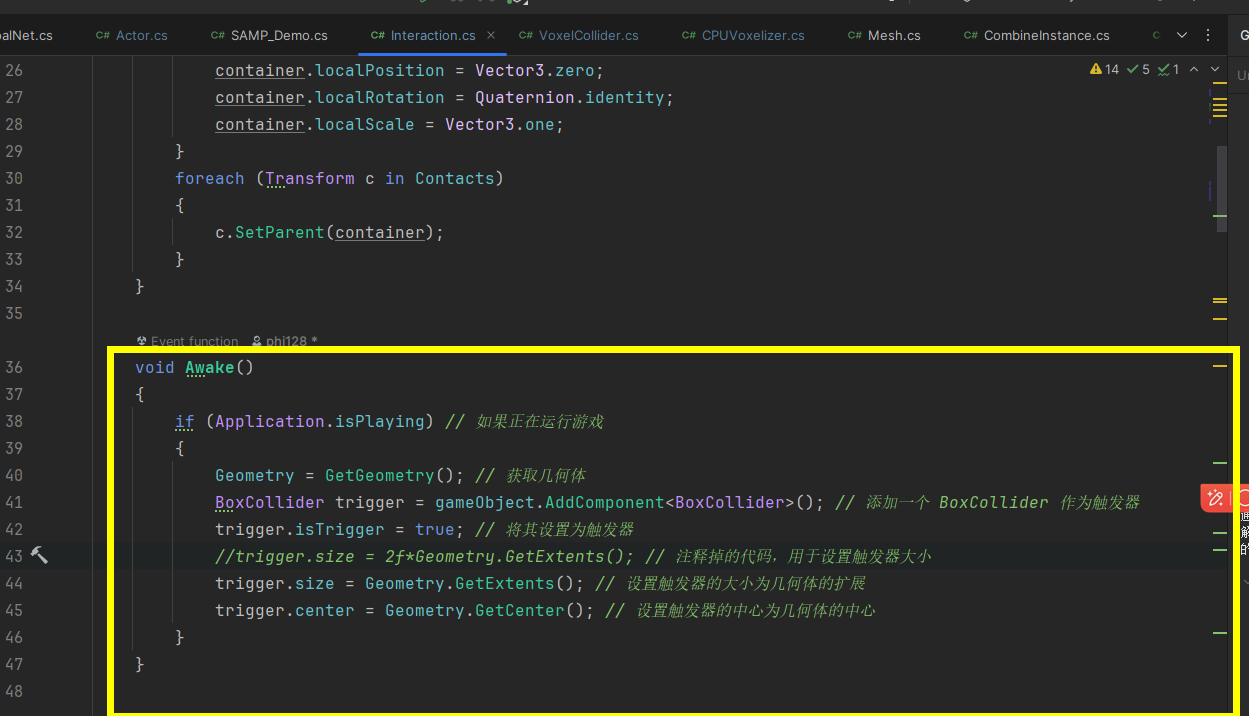 alNet.cs C# Actor.cs C# SAMP_Demo.cs C# Interaction.cs × C# VoxelCollider.cs C# CPUVoxelizer.cs C# Mesh.cs C# CombineInstance.cs C
26 container.localPosition = Vector3.zero; 14 5 1
27 container.localRotation = Quaternion.identity;
28 container.localScale = Vector3.one;
29 }
30 foreach (Transform c in Contacts)
31 {
32 c.SetParent(container);
33 }
34 }
35
Event function phi128 *
36 void Awake()
37 {
38 if (Application.isPlaying) // 如果正在运行游戏
39 {
40 Geometry = GetGeometry(); // 获取几何体
41 BoxCollider trigger = gameObject.AddComponent<BoxCollider>(); // 添加一个 BoxCollider 作为触发器
42 trigger.isTrigger = true; // 将其设置为触发器
43 //trigger.size = 2f*Geometry.GetExtents(); // 注释掉的代码，用于设置触发器大小
44 trigger.size = Geometry.GetExtents(); // 设置触发器的大小为几何体的扩展
45 trigger.center = Geometry.GetCenter(); // 设置触发器的中心为几何体的中心
46 }
47 }
48